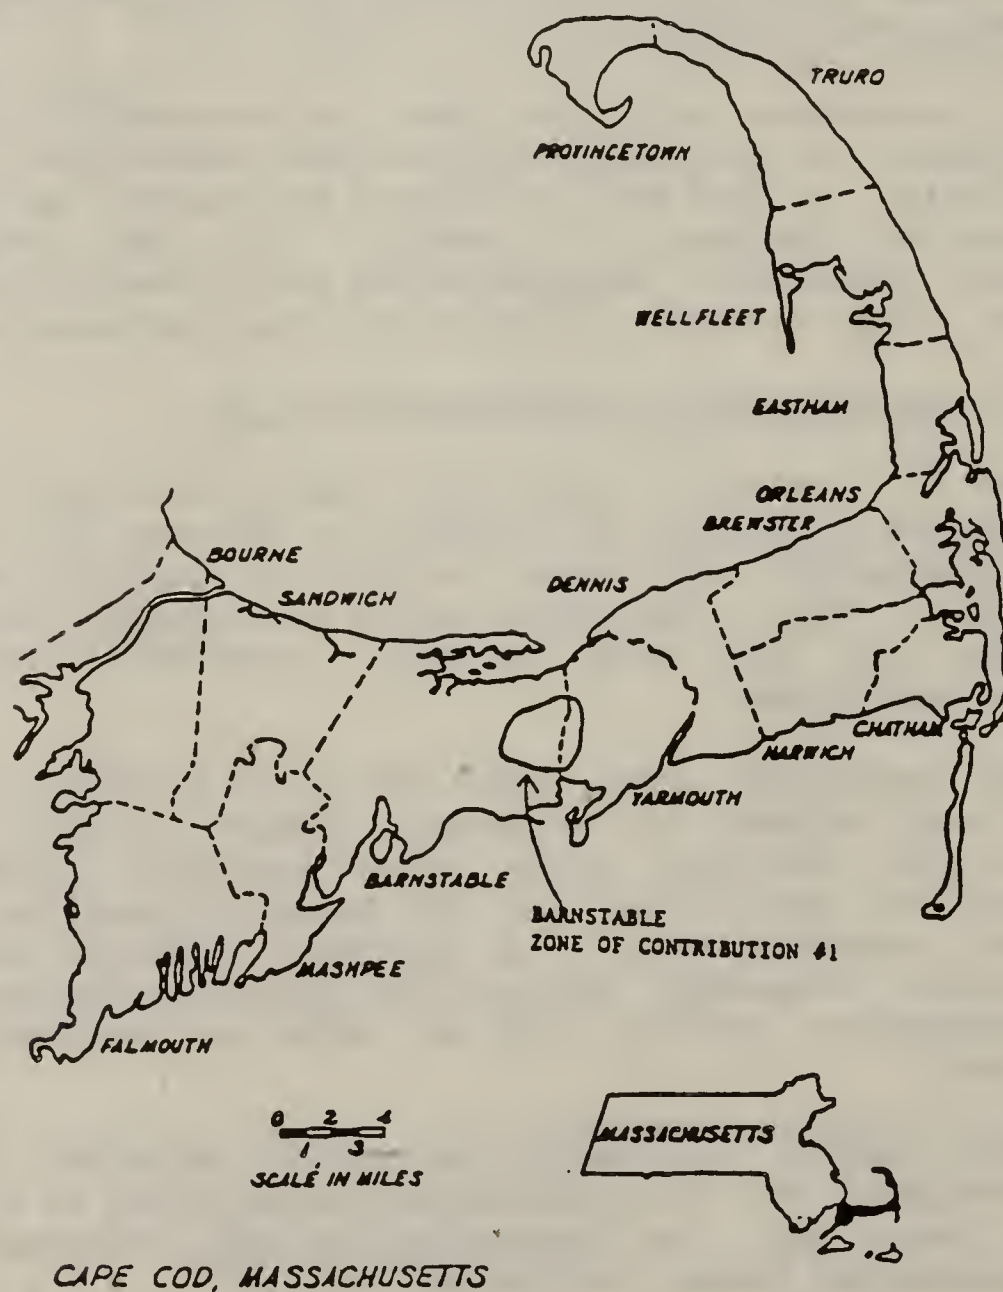 TRURO
PROVINCETOWN
WELLFLEET
EASTHAM
ORLEANS
BREWSTER
BOURNE
DENNIS
SANDWICH
CHATHAM
HARWICH
YARMOUTH
BARNSTABLE
BARNSTABLE
ZONE OF CONTRIBUTION #1
MASHPEE
FALMOUTH
0 2 4
1 3
SCALE IN MILES
MASSACHUSETTS
CAPE COD, MASSACHUSETTS